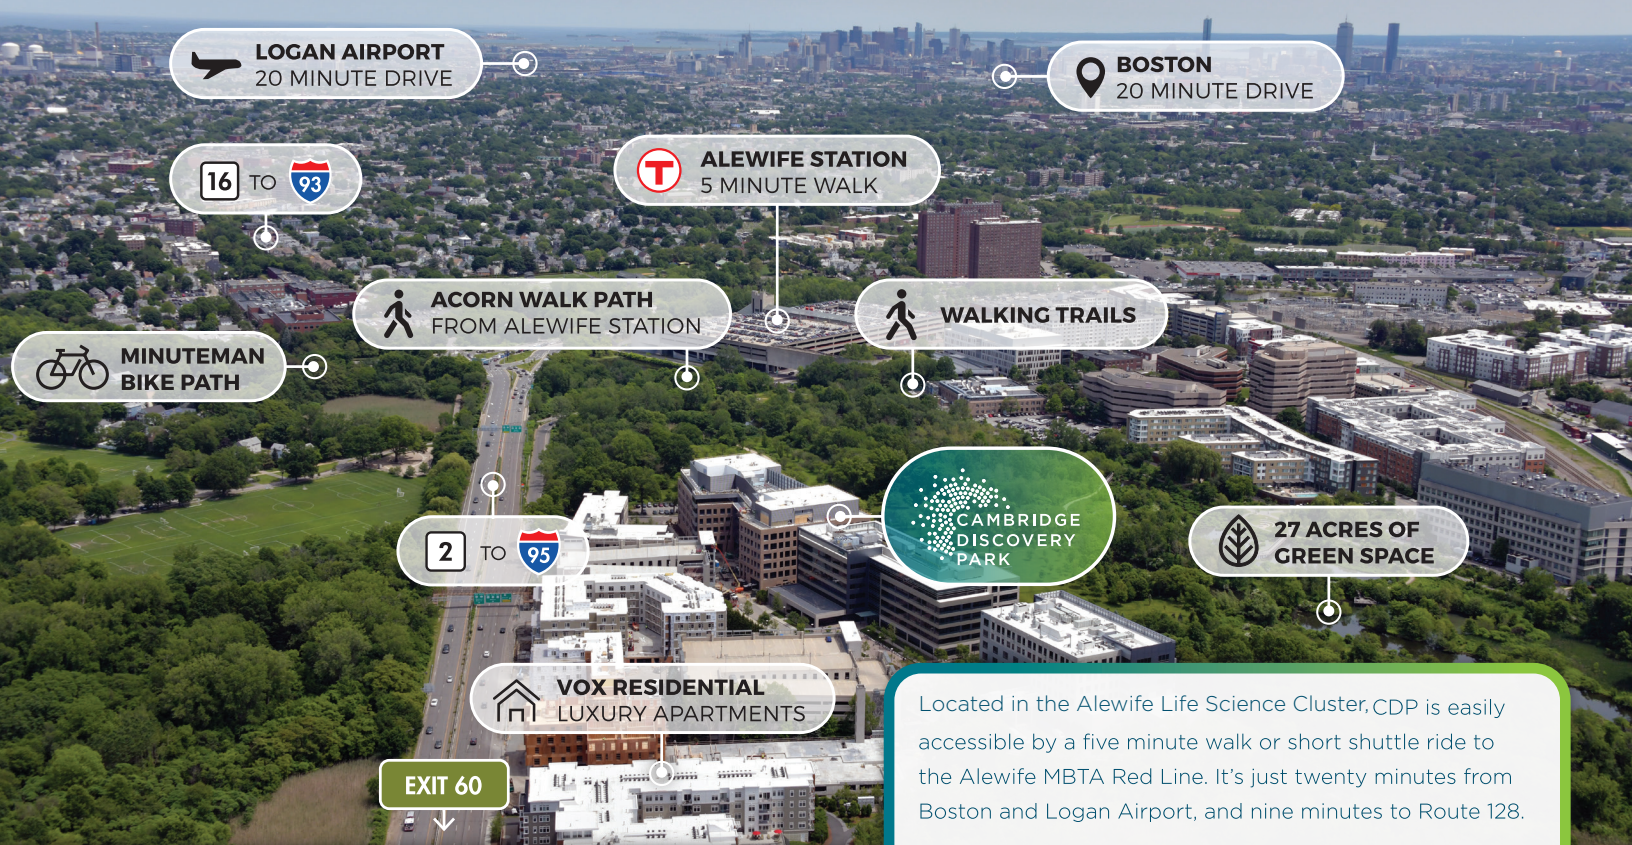 LOGAN AIRPORT
20 MINUTE DRIVE
BOSTON
20 MINUTE DRIVE
16 TO 93
T
ALEWIFE STATION
5 MINUTE WALK
ACORN WALK PATH
FROM ALEWIFE STATION
WALKING TRAILS
MINUTEMAN
BIKE PATH
CAMBRIDGE
DISCOVERY
PARK
2 TO 95
27 ACRES OF
GREEN SPACE
VOX RESIDENTIAL
LUXURY APARTMENTS
EXIT 60
Located in the Alewife Life Science Cluster, CDP is easily
accessible by a five minute walk or short shuttle ride to
the Alewife MBTA Red Line. It’s just twenty minutes from
Boston and Logan Airport, and nine minutes to Route 128.